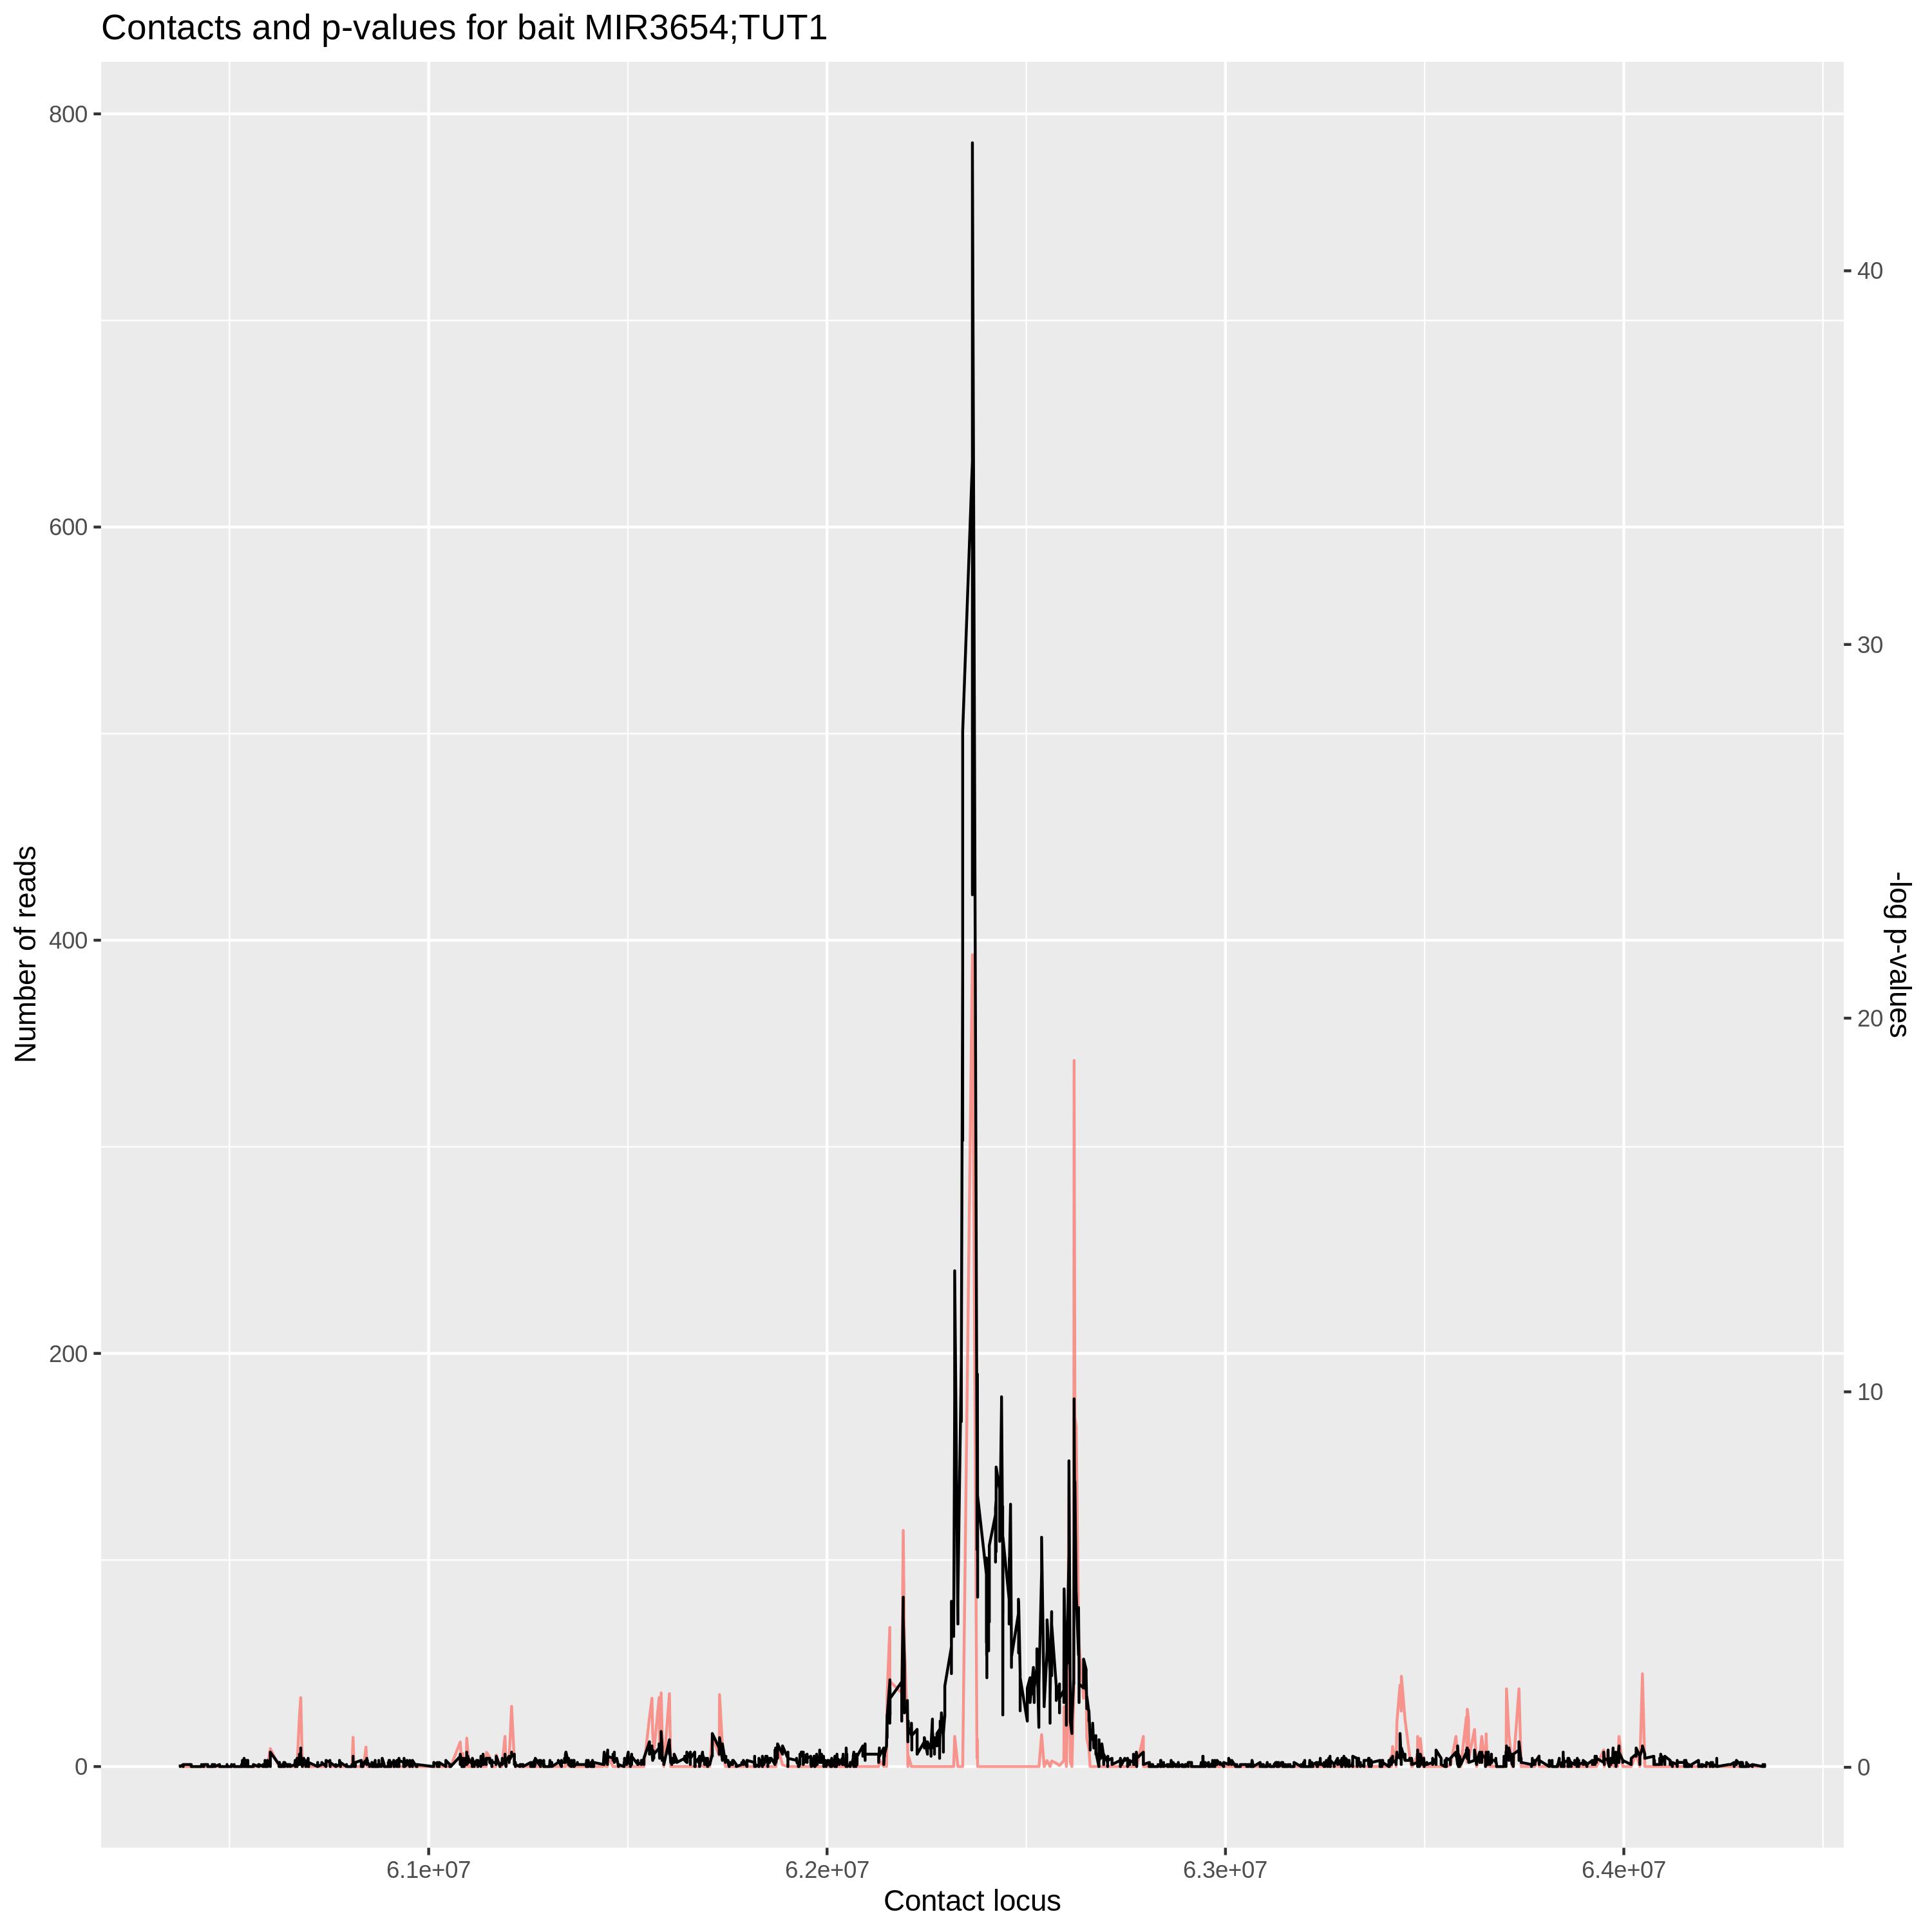 Contacts and p-values for bait MIR3654;TUT1
800
600
400
200
0
Number of reads
40
30
20
10
0
-log p-values
6.1e+07
6.2e+07
6.3e+07
6.4e+07
Contact locus